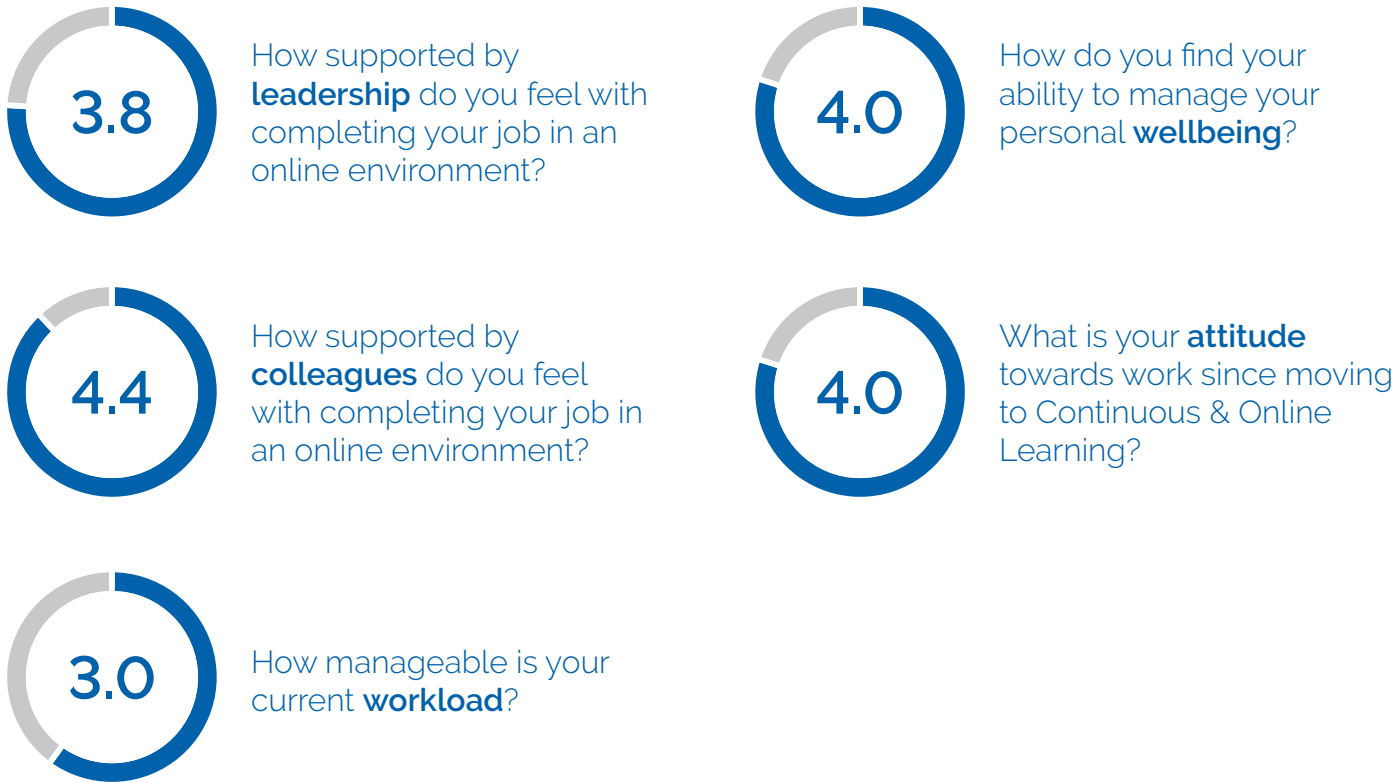 3.8
How supported by
leadership do you feel with
completing your job in an
online environment?
4.0
How do you find your
ability to manage your
personal wellbeing?
4.4
How supported by
colleagues do you feel
with completing your job in
an online environment?
4.0
What is your attitude
towards work since moving
to Continuous & Online
Learning?
3.0
How manageable is your
current workload?